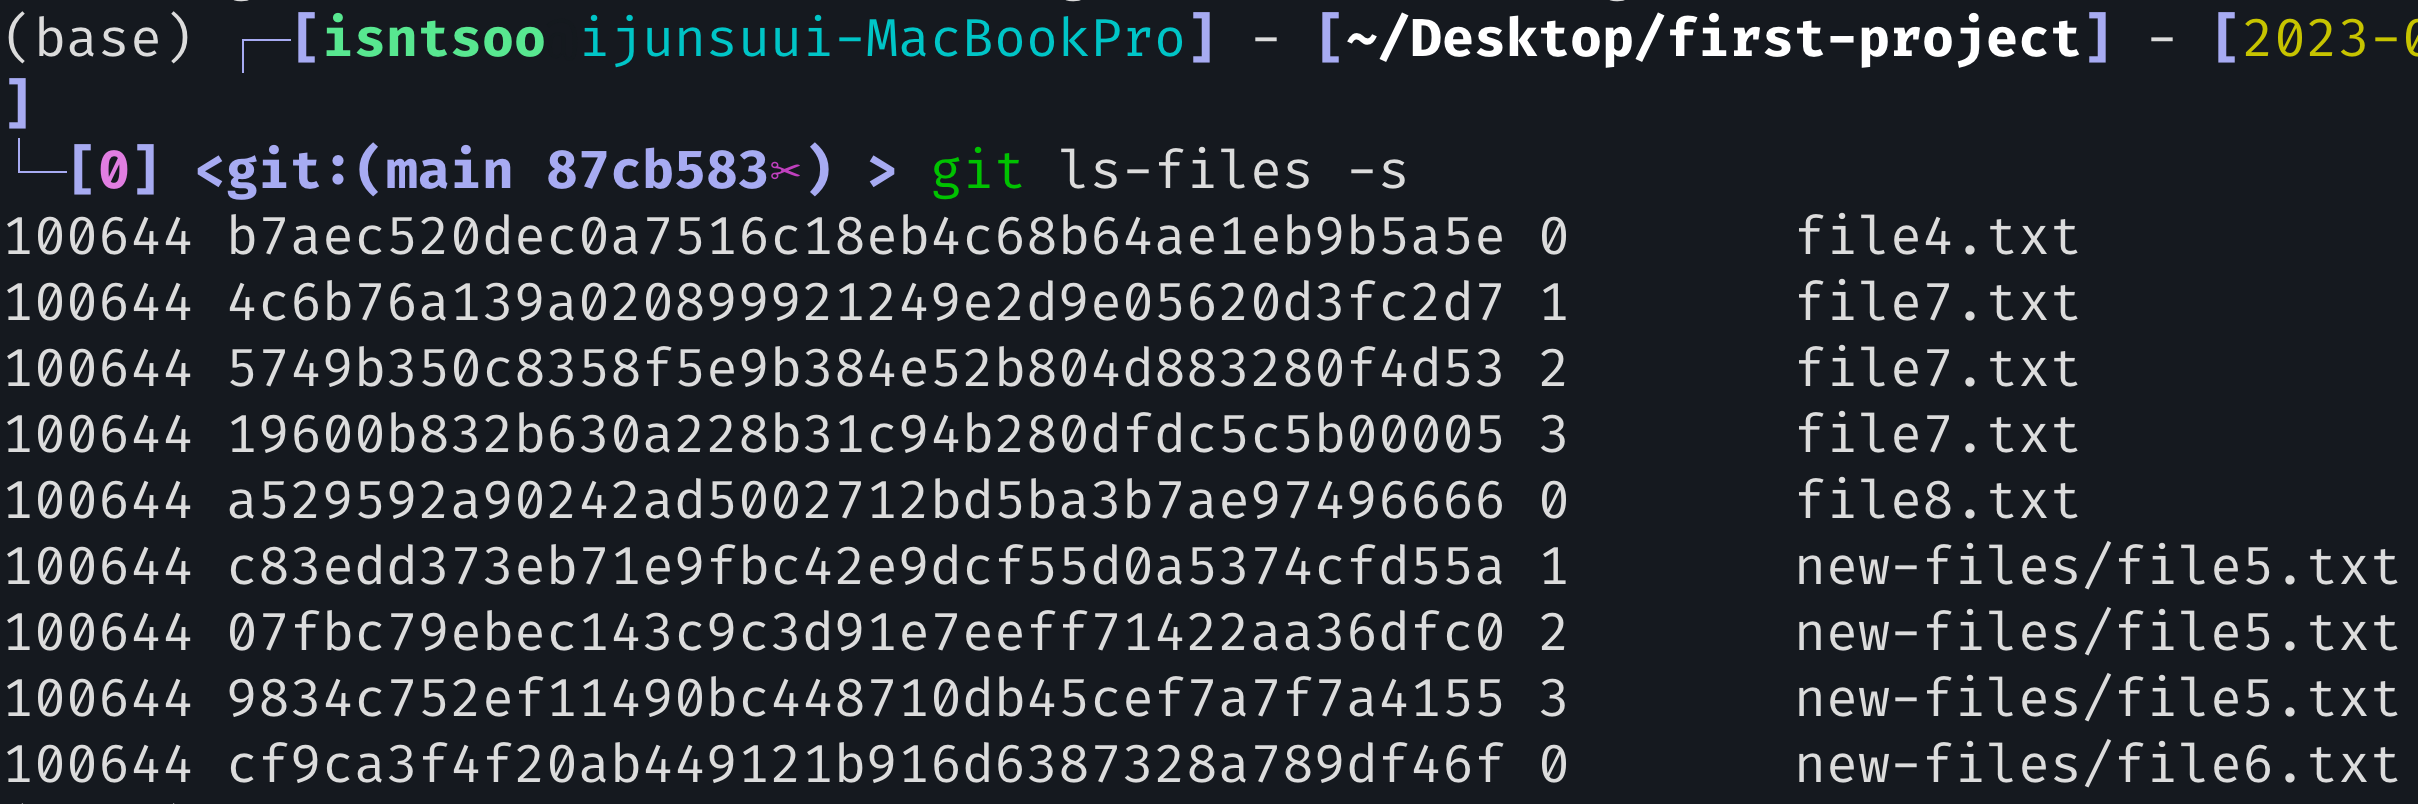 (base) ┌─[isntsoo ijunsuui-MacBookPro] - [~/Desktop/first-project] - [2023-0
]
└─[0] <git:(main 87cb583✂) > git ls-files -s
100644 b7aec520dec0a7516c18eb4c68b64ae1eb9b5a5e 0 file4.txt
100644 4c6b76a139a020899921249e2d9e05620d3fc2d7 1 file7.txt
100644 5749b350c8358f5e9b384e52b804d883280f4d53 2 file7.txt
100644 19600b832b630a228b31c94b280dfdc5c5b00005 3 file7.txt
100644 a529592a90242ad5002712bd5ba3b7ae97496666 0 file8.txt
100644 c83edd373eb71e9fbc42e9dcf55d0a5374cfd55a 1 new-files/file5.txt
100644 07fbc79ebec143c9c3d91e7eeff71422aa36dfc0 2 new-files/file5.txt
100644 9834c752ef11490bc448710db45cef7a7f7a4155 3 new-files/file5.txt
100644 cf9ca3f4f20ab449121b916d6387328a789df46f 0 new-files/file6.txt